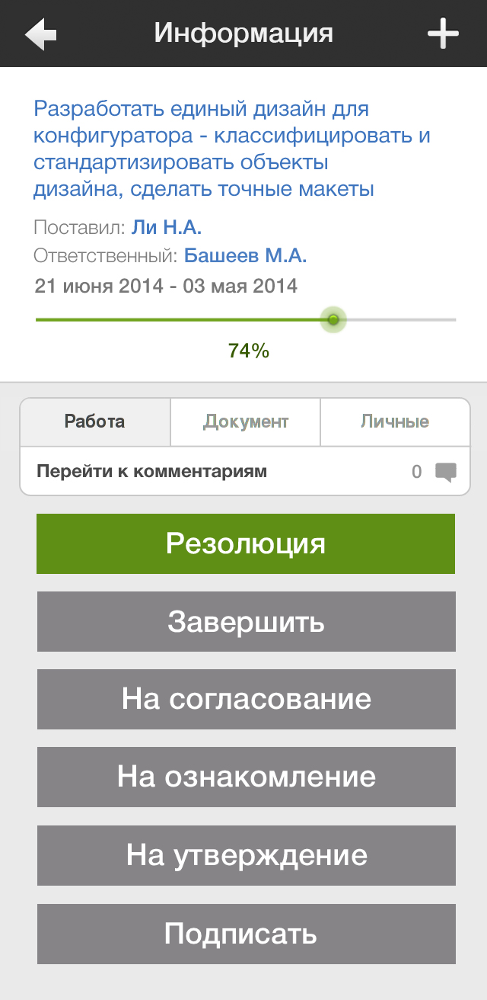 Информация
Разработать единый дизайн для
конфигуратора - классифицировать и
стандартизировать объекты
дизайна, сделать точные макеты
Поставил: Ли Н.А.
Ответственный: Башеев М.А.
21 июня 2014 - 03 мая 2014
74%
Работа Документ Личные
Перейти к комментариям 0
Резолюция
Завершить
На согласование
На ознакомление
На утверждение
Подписать